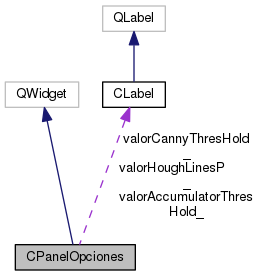 QLabel
QWidget
CLabel
valorCannyThresHold
_
valorHoughLinesP
_
valorAccumulatorThres
Hold_
CPanelOpciones